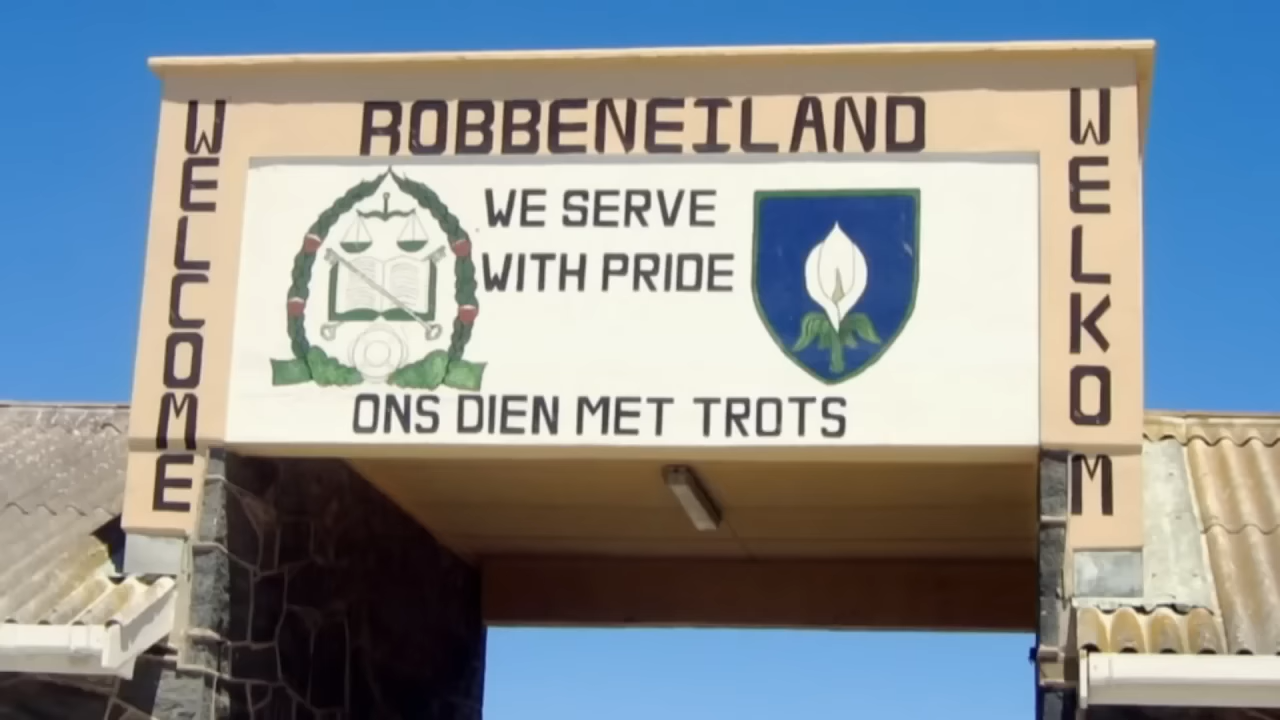 ROBBENEILAND
WELCOME
WE SERVE
WITH PRIDE
ONS DIEN MET TROTS
WELKOM